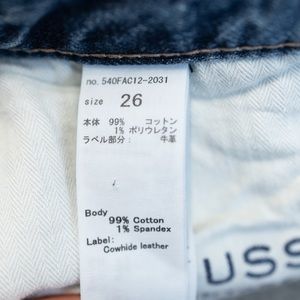 no. 540FAC12-2031
size 26
本体 99% コットン
1% ポリウレタン
ラベル部分: 牛革
Body
99% Cotton
1% Spandex
Label:
Cowhide leather
USS